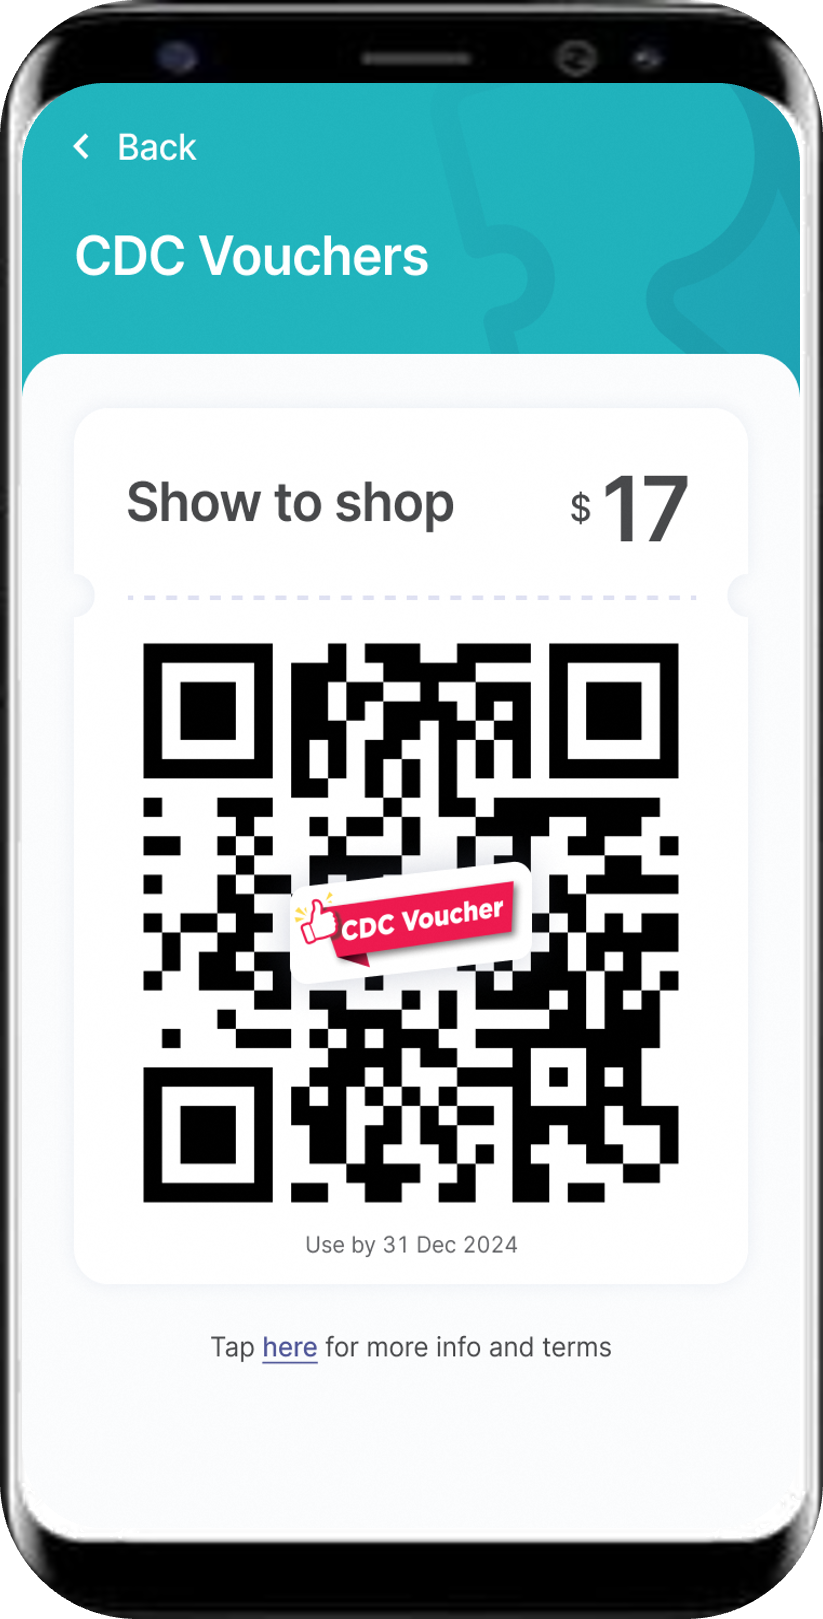 Back
CDC Vouchers
Show to shop
$ 17
CDC Voucher
Use by 31 Dec 2024
Tap here for more info and terms